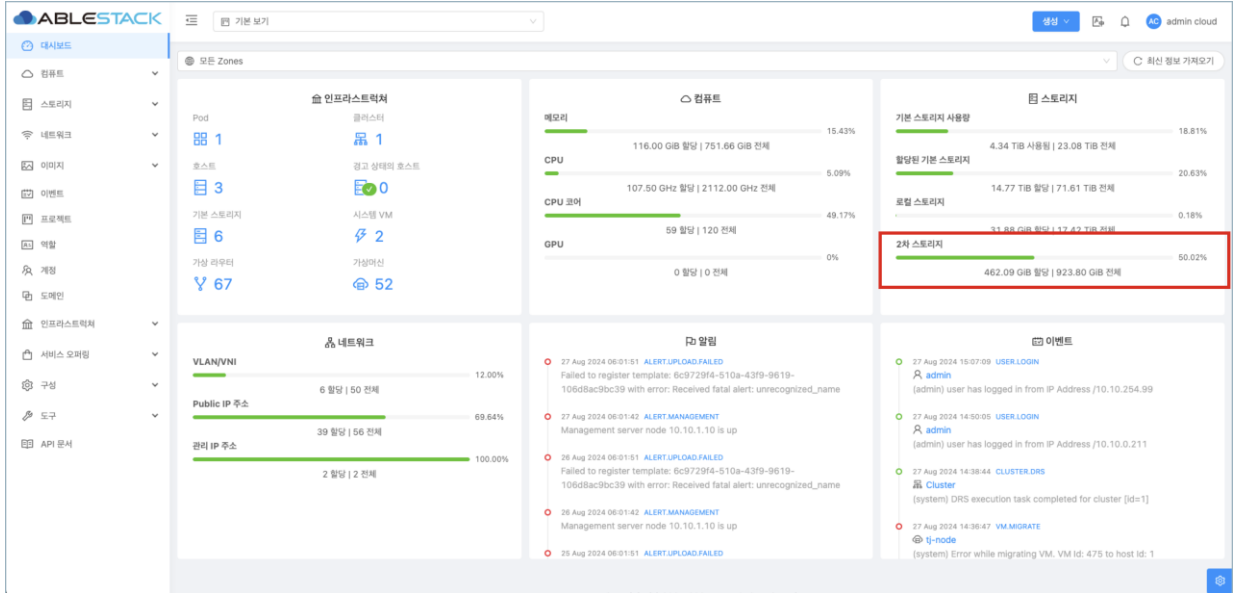 ABLESTACK
기본 보기
생성
AC admin cloud
대시보드
컴퓨트
스토리지
네트워크
이미지
이벤트
프로젝트
역할
계정
도메인
인프라스트럭쳐
서비스 오퍼링
구성
도구
API 문서
모든 Zones
최신 정보 가져오기
인프라스트럭쳐
Pod
클러스터
1
1
호스트
경고 상태의 호스트
3
0
기본 스토리지
시스템 VM
6
2
가상 라우터
가상머신
67
52
컴퓨트
메모리
15.43%
116.00 GiB 할당 | 751.66 GiB 전체
CPU
5.09%
107.50 GHz 할당 | 2112.00 GHz 전체
CPU 코어
49.17%
59 할당 | 120 전체
GPU
0%
0 할당 | 0 전체
스토리지
기본 스토리지 사용량
18.81%
4.34 TiB 사용됨 | 23.08 TiB 전체
할당된 기본 스토리지
20.63%
14.77 TiB 할당 | 71.61 TiB 전체
로컬 스토리지
0.18%
31.88 GiB 할당 | 17.42 TiB 전체
2차 스토리지
50.02%
462.09 GiB 할당 | 923.80 GiB 전체
네트워크
VLAN/VNI
12.00%
6 할당 | 50 전체
Public IP 주소
69.64%
39 할당 | 56 전체
관리 IP 주소
100.00%
2 할당 | 2 전체
알림
27 Aug 2024 06:01:51 ALERT.UPLOAD.FAILED
Failed to register template: 6c9729f4-510a-43f9-9619-
106d8ac9bc39 with error: Received fatal alert: unrecognized_name
27 Aug 2024 06:01:42 ALERT.MANAGEMENT
Management server node 10.10.1.10 is up
26 Aug 2024 06:01:51 ALERT.UPLOAD.FAILED
Failed to register template: 6c9729f4-510a-43f9-9619-
106d8ac9bc39 with error: Received fatal alert: unrecognized_name
26 Aug 2024 06:01:42 ALERT.MANAGEMENT
Management server node 10.10.1.10 is up
25 Aug 2024 06:01:51 ALERT.UPLOAD.FAILED
이벤트
27 Aug 2024 15:07:09 USER.LOGIN
admin
(admin) user has logged in from IP Address /10.10.254.99
27 Aug 2024 14:50:05 USER.LOGIN
admin
(admin) user has logged in from IP Address /10.10.0.211
27 Aug 2024 14:38:44 CLUSTER.DRS
Cluster
(system) DRS execution task completed for cluster [id=1]
27 Aug 2024 14:36:47 VM.MIGRATE
tj-node
(system) Error while migrating VM. VM Id: 475 to host Id: 1